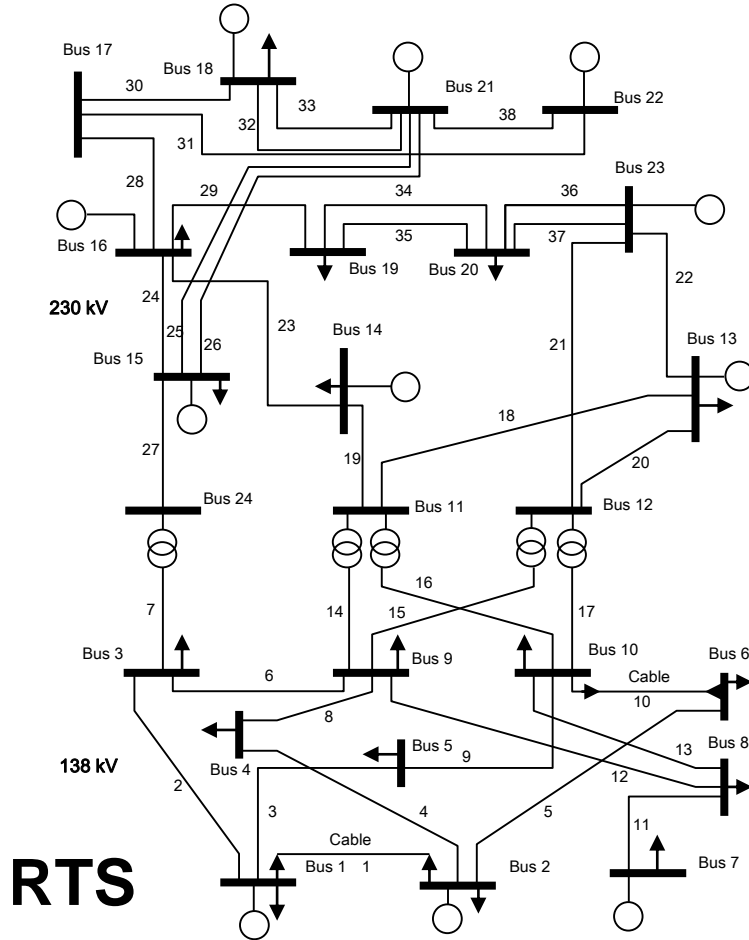 Bus 18
Bus 17
Bus 21
Bus 22
30
33
32
38
31
28
29
34
36
Bus 23
35
37
Bus 16
Bus 19
Bus 20
24
22
230 kV
23
25
26
Bus 14
21
Bus 13
Bus 15
18
27
19
20
Bus 24
Bus 11
Bus 12
16
7
14
15
17
Bus 3
Bus 9
Bus 10
Bus 6
6
Cable
10
8
Bus 5
13
Bus 8
138 kV
Bus 4
9
12
2
3
4
5
11
Cable
Bus 1
1
Bus 2
Bus 7
RTS